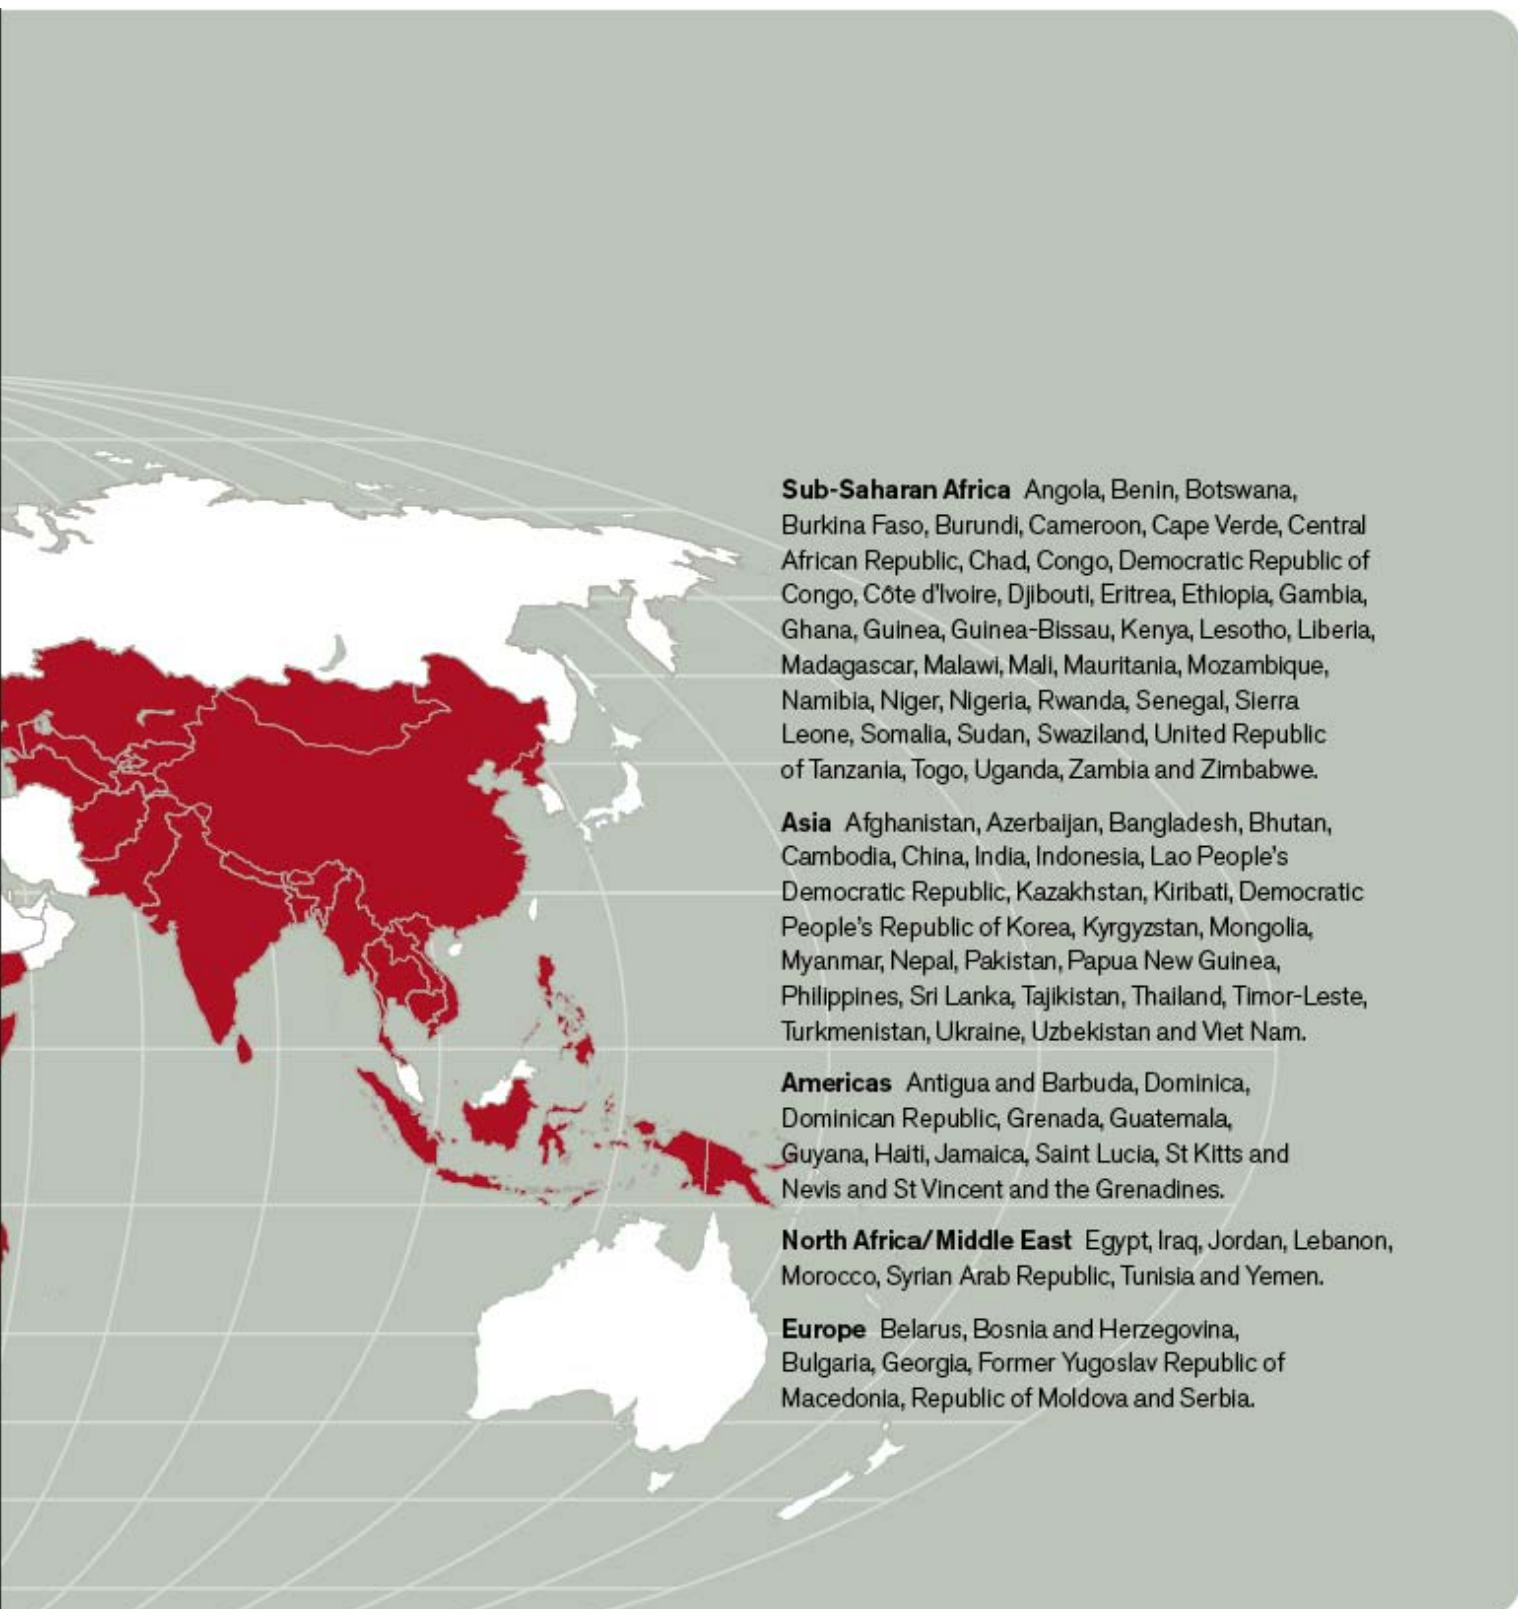 Sub-Saharan Africa Angola, Benin, Botswana,
Burkina Faso, Burundi, Cameroon, Cape Verde, Central
African Republic, Chad, Congo, Democratic Republic of
Congo, Côte d'Ivoire, Djibouti, Eritrea, Ethiopia, Gambia,
Ghana, Guinea, Guinea-Bissau, Kenya, Lesotho, Liberia,
Madagascar, Malawi, Mali, Mauritania, Mozambique,
Namibia, Niger, Nigeria, Rwanda, Senegal, Sierra
Leone, Somalia, Sudan, Swaziland, United Republic
of Tanzania, Togo, Uganda, Zambia and Zimbabwe.
Asia Afghanistan, Azerbaijan, Bangladesh, Bhutan,
Cambodia, China, India, Indonesia, Lao People's
Democratic Republic, Kazakhstan, Kiribati, Democratic
People's Republic of Korea, Kyrgyzstan, Mongolia,
Myanmar, Nepal, Pakistan, Papua New Guinea,
Philippines, Sri Lanka, Tajikistan, Thailand, Timor-Leste,
Turkmenistan, Ukraine, Uzbekistan and Viet Nam.
Americas Antigua and Barbuda, Dominica,
Dominican Republic, Grenada, Guatemala,
Guyana, Haiti, Jamaica, Saint Lucia, St Kitts and
Nevis and St Vincent and the Grenadines.
North Africa/Middle East Egypt, Iraq, Jordan, Lebanon,
Morocco, Syrian Arab Republic, Tunisia and Yemen.
Europe Belarus, Bosnia and Herzegovina,
Bulgaria, Georgia, Former Yugoslav Republic of
Macedonia, Republic of Moldova and Serbia.